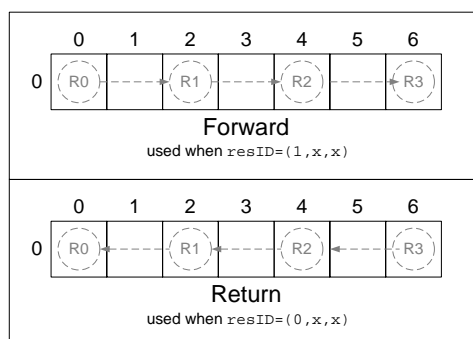 0 1 2 3 4 5 6
0 R0 R1 R2 R3
Forward
used when resID=(1,x,x)
0 1 2 3 4 5 6
0 R0 R1 R2 R3
Return
used when resID=(0,x,x)